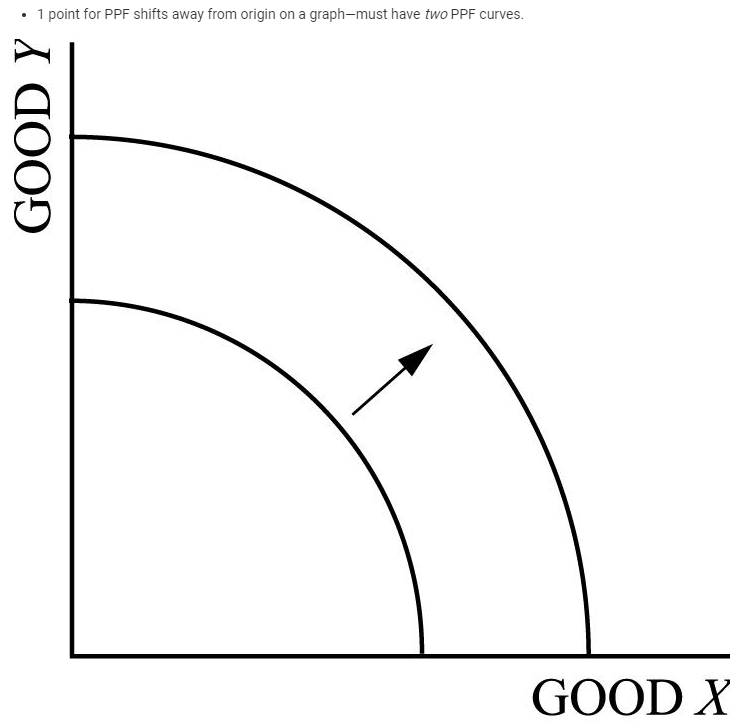 1 point for PPF shifts away from origin on a graph—must have two PPF curves.
GOOD Y
GOOD X